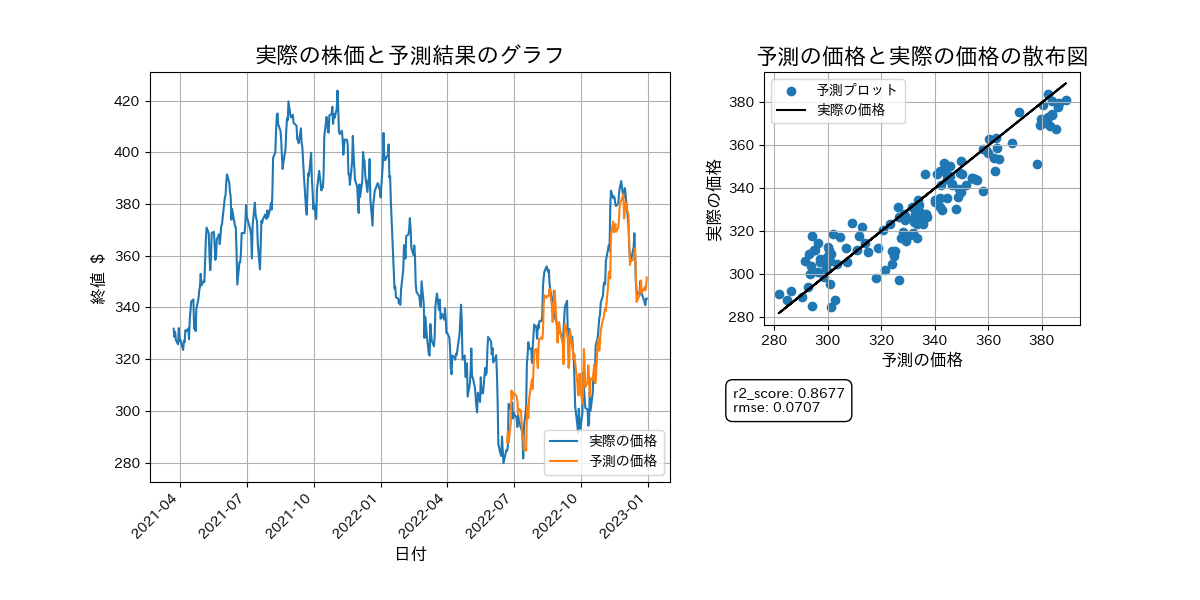 実際の株価と予測結果のグラフ
終値 $
420
400
380
360
340
320
300
280
2021-04
2021-07
2021-10
2022-01
2022-04
2022-07
2022-10
2023-01
日付
実際の価格
予測の価格
予測の価格と実際の価格の散布図
実際の価格
380
360
340
320
300
280
280
300
320
340
360
380
予測の価格
予測プロット
実際の価格
r2_score: 0.8677
rmse: 0.0707